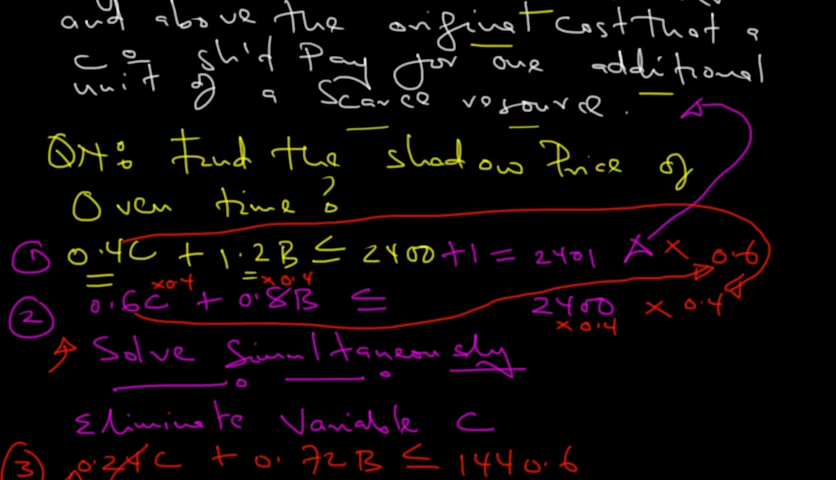 and above the original cost that a
co. sh'd Pay for one additional
unit of a scarce resource.
QN: Find the shadow Price of
Oven time?
① 0.4C + 1.2B ≤ 2400 +1 = 2401 A × 0.6
×0.4 ×0.4
② 0.6C + 0.8B ≤ 2400 × 0.4
×0.4
Solve Simultaneously
Eliminate Variable C
③ 0.24C + 0.72B ≤ 1440.6